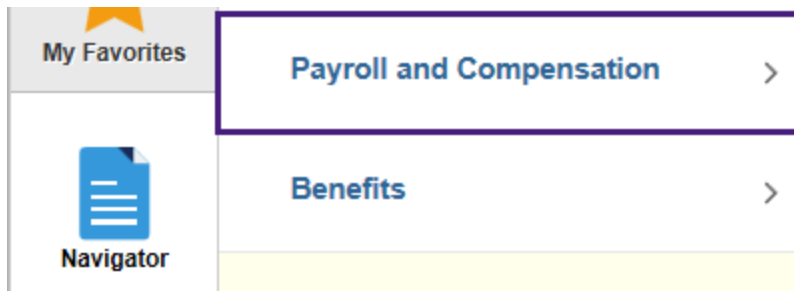 My Favorites
Payroll and Compensation
Benefits
Navigator